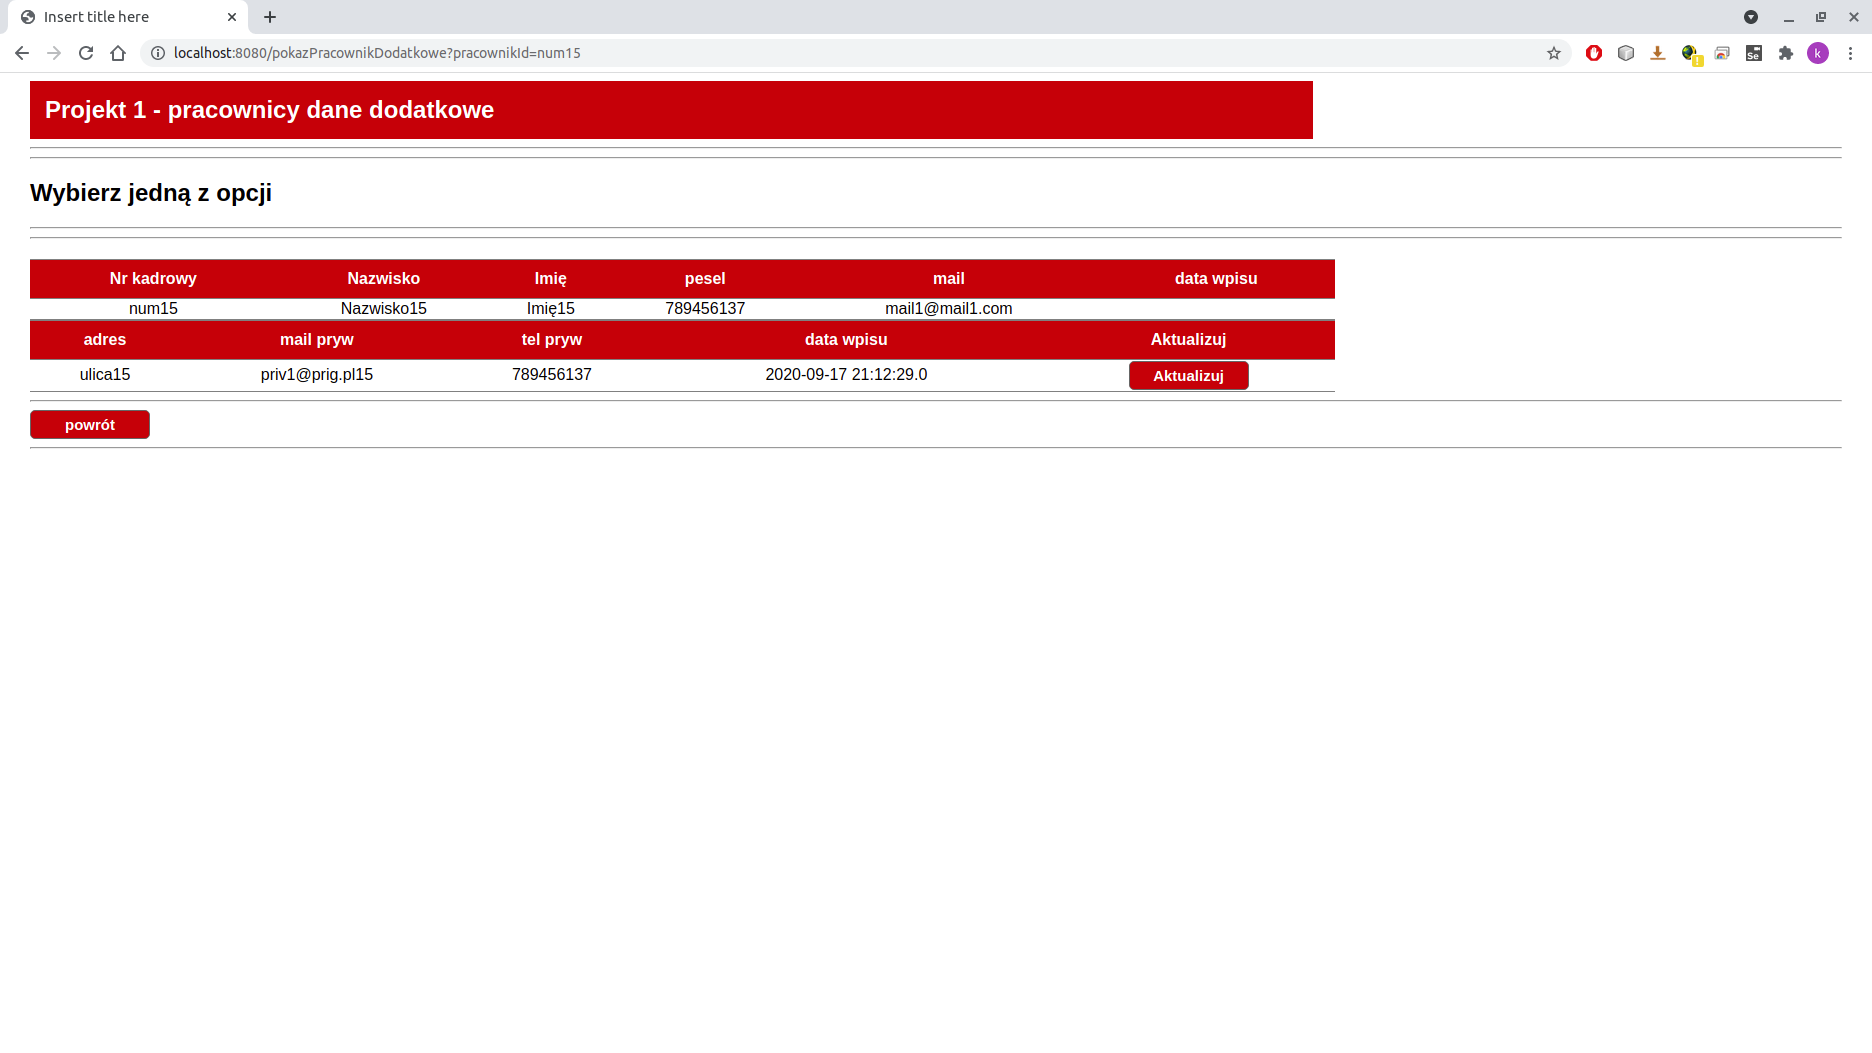 Insert title here
localhost:8080/pokazPracownikDodatkowe?pracownikId=num15
Se
k
Projekt 1 - pracownicy dane dodatkowe
Wybierz jedną z opcji
Nr kadrowy Nazwisko Imię pesel mail data wpisu
num15 Nazwisko15 Imię15 789456137 mail1@mail1.com
adres mail pryw tel pryw data wpisu Aktualizuj
ulica15 priv1@prig.pl15 789456137 2020-09-17 21:12:29.0 Aktualizuj
powrót